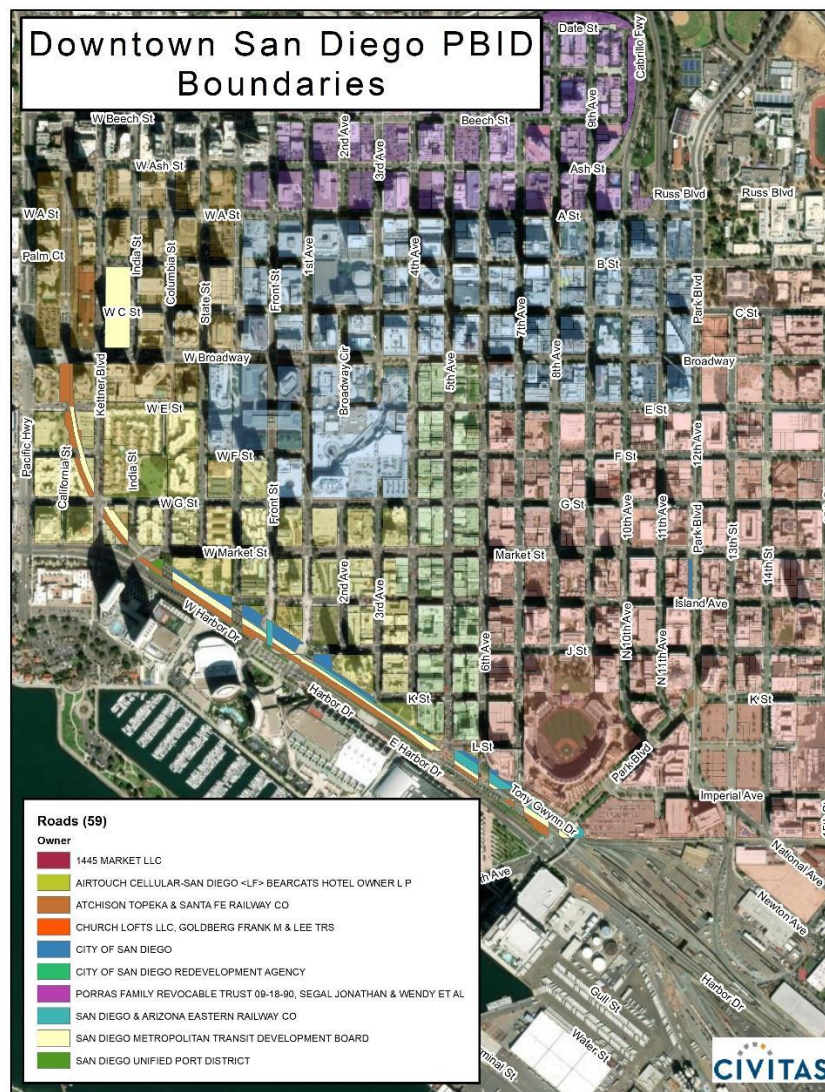 Downtown San Diego PBID
Boundaries
Date St
Cabrillo Fwy
9th Ave
W Beech St
2nd Ave
Beech St
3rd Ave
W Ash St
Ash St
Russ Blvd
Russ Blvd
W A St
W A St
A St
Palm Ct
India St
Columbia St
State St
Front St
1st Ave
4th Ave
B St
7th Ave
Park Blvd
W C St
C St
W Broadway
Broadway
Kettner Blvd
Broadway Cir
5th Ave
8th Ave
W E St
E St
Pacific Hwy
California St
India St
W F St
F St
12th Ave
W G St
Front St
G St
10th Ave
11th Ave
Park Blvd
13th St
14th St
W Market St
Market St
2nd Ave
3rd Ave
Island Ave
W Harbor Dr
6th Ave
N 10th Ave
N 11th Ave
J St
K St
K St
Harbor Dr
E Harbor Dr
L St
Park Blvd
Tony Gwynn Dr
Imperial Ave
15th St
National Ave
Newton Ave
Harbor Dr
Gull St
Water St
Roads (59)
Owner
1445 MARKET LLC
AIRTOUCH CELLULAR-SAN DIEGO <LF> BEARCATS HOTEL OWNER L P
ATCHISON TOPEKA & SANTA FE RAILWAY CO
CHURCH LOFTS LLC, GOLDBERG FRANK M & LEE TRS
CITY OF SAN DIEGO
CITY OF SAN DIEGO REDEVELOPMENT AGENCY
PORRAS FAMILY REVOCABLE TRUST 09-18-90, SEGAL JONATHAN & WENDY ET AL
SAN DIEGO & ARIZONA EASTERN RAILWAY CO
SAN DIEGO METROPOLITAN TRANSIT DEVELOPMENT BOARD
SAN DIEGO UNIFIED PORT DISTRICT
CIVITAS